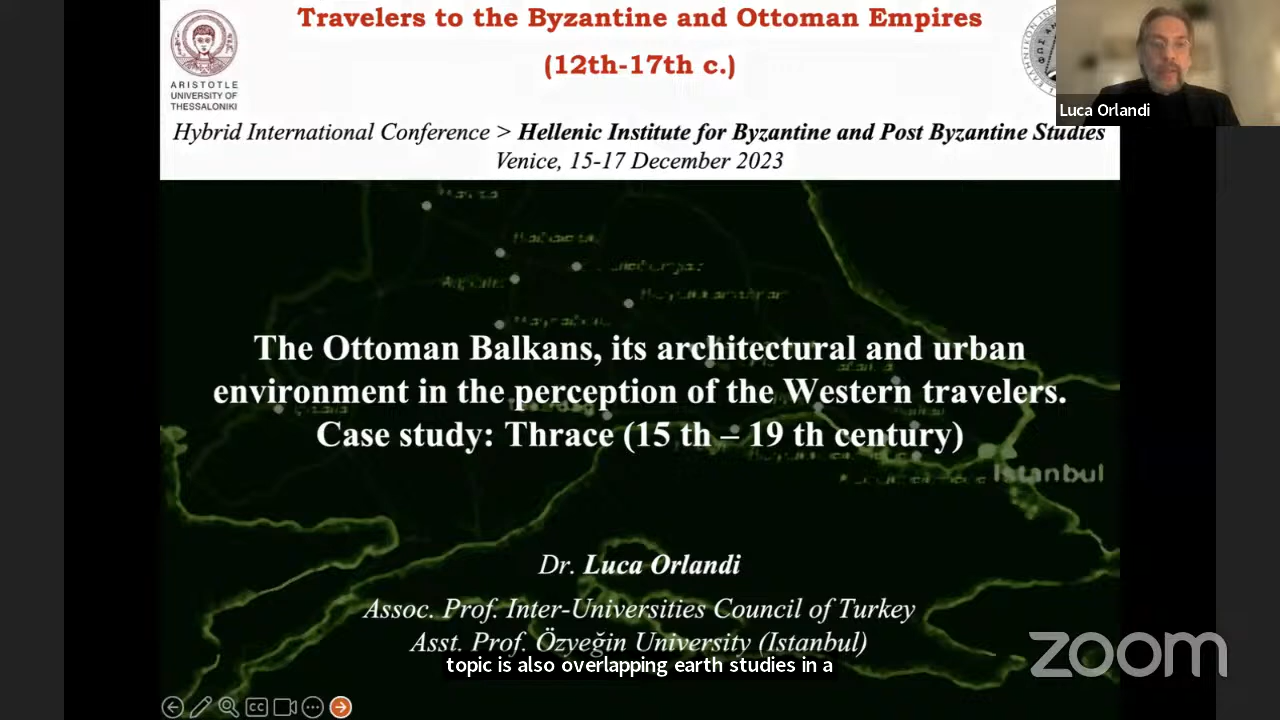 Travelers to the Byzantine and Ottoman Empires
(12th-17th c.)
ARISTOTLE
UNIVERSITY OF
THESSALONIKI
Luca Orlandi
Hybrid International Conference > Hellenic Institute for Byzantine and Post Byzantine Studies
Venice, 15-17 December 2023
The Ottoman Balkans, its architectural and urban
environment in the perception of the Western travelers.
Case study: Thrace (15 th – 19 th century)
Istanbul
Dr. Luca Orlandi
Assoc. Prof. Inter-Universities Council of Turkey
Asst. Prof. Özyeğin University (Istanbul)
topic is also overlapping earth studies in a
zoom
CC